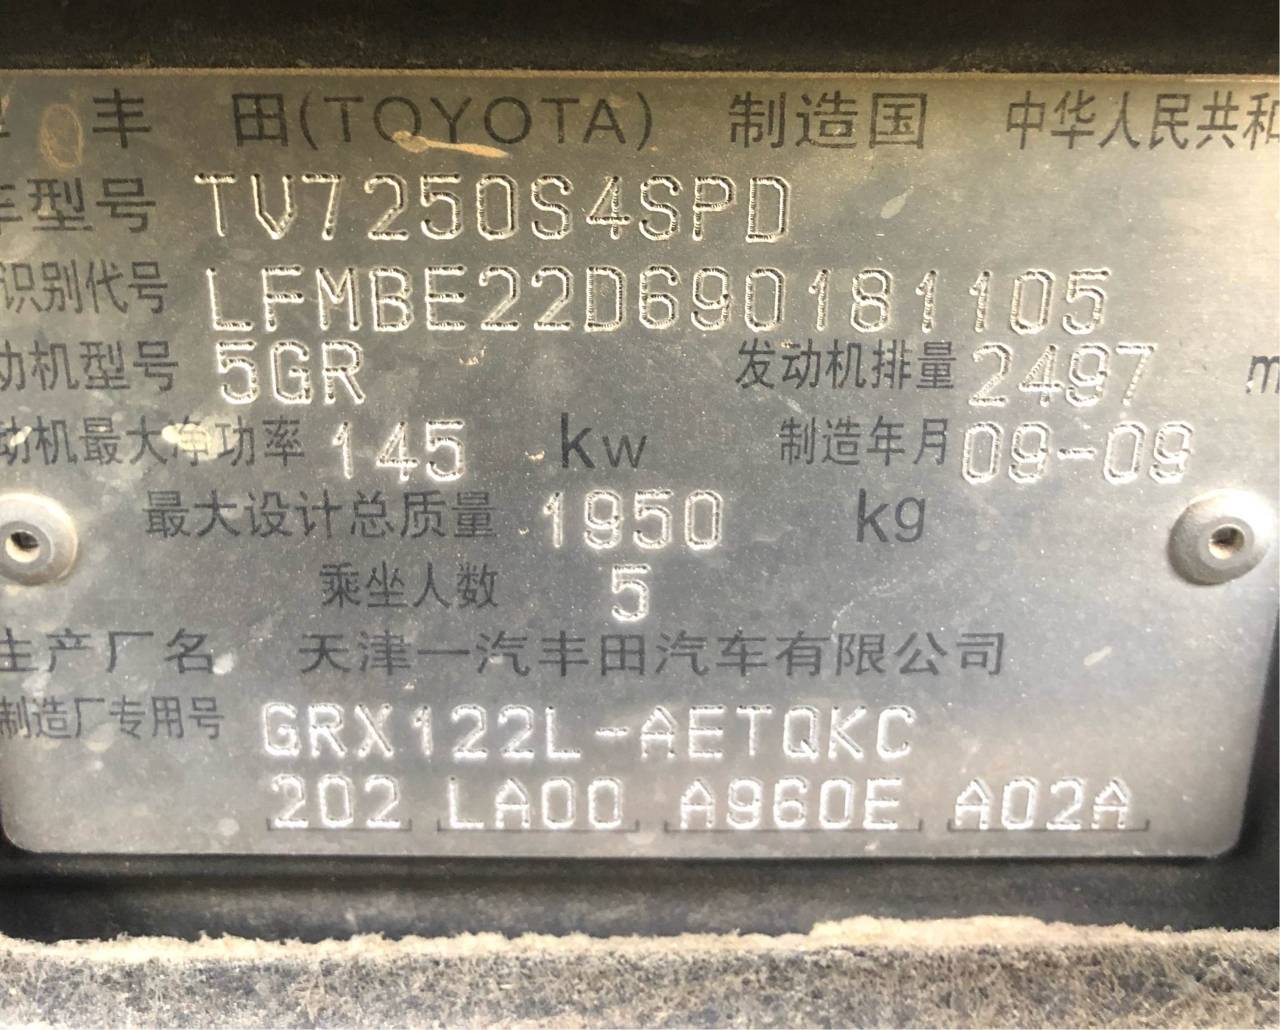 丰 田(TOYOTA) 制造国 中华人民共和
车型号 TV7250S4SPD
识别代号 LFMBE22D690181105
动机型号 5GR 发动机排量 2497 m
动机最大净功率 145 kw 制造年月 09-09
最大设计总质量 1950 kg
乘坐人数 5
生产厂名 天津一汽丰田汽车有限公司
制造厂专用号 GRX122L-AETQKC
202 LA00 A960E A02A